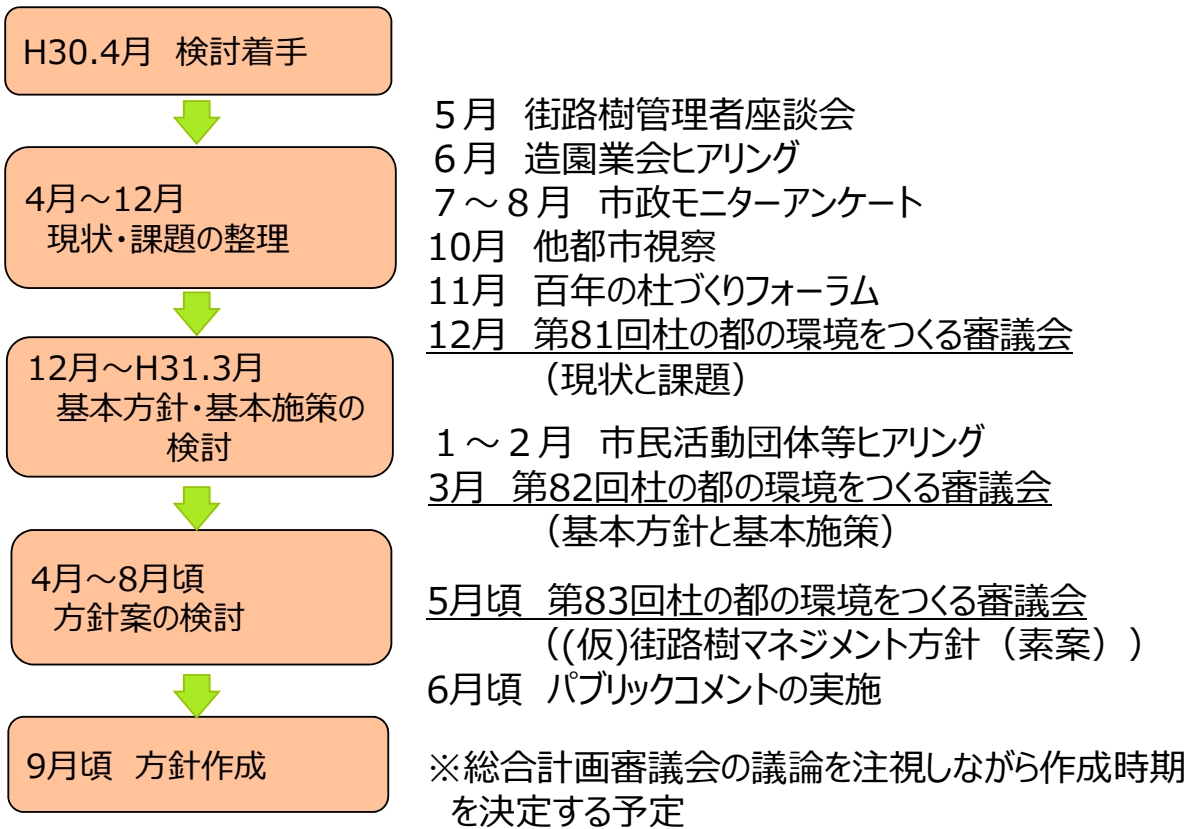 H30.4月 検討着手
4月～12月
現状・課題の整理
12月～H31.3月
基本方針・基本施策の
検討
4月～8月頃
方針案の検討
9月頃 方針作成
５月 街路樹管理者座談会
６月 造園業会ヒアリング
７～８月 市政モニターアンケート
10月 他都市視察
11月 百年の杜づくりフォーラム
12月 第81回杜の都の環境をつくる審議会
（現状と課題）
１～２月 市民活動団体等ヒアリング
3月 第82回杜の都の環境をつくる審議会
（基本方針と基本施策）
5月頃 第83回杜の都の環境をつくる審議会
（(仮)街路樹マネジメント方針（素案））
6月頃 パブリックコメントの実施
※総合計画審議会の議論を注視しながら作成時期
を決定する予定